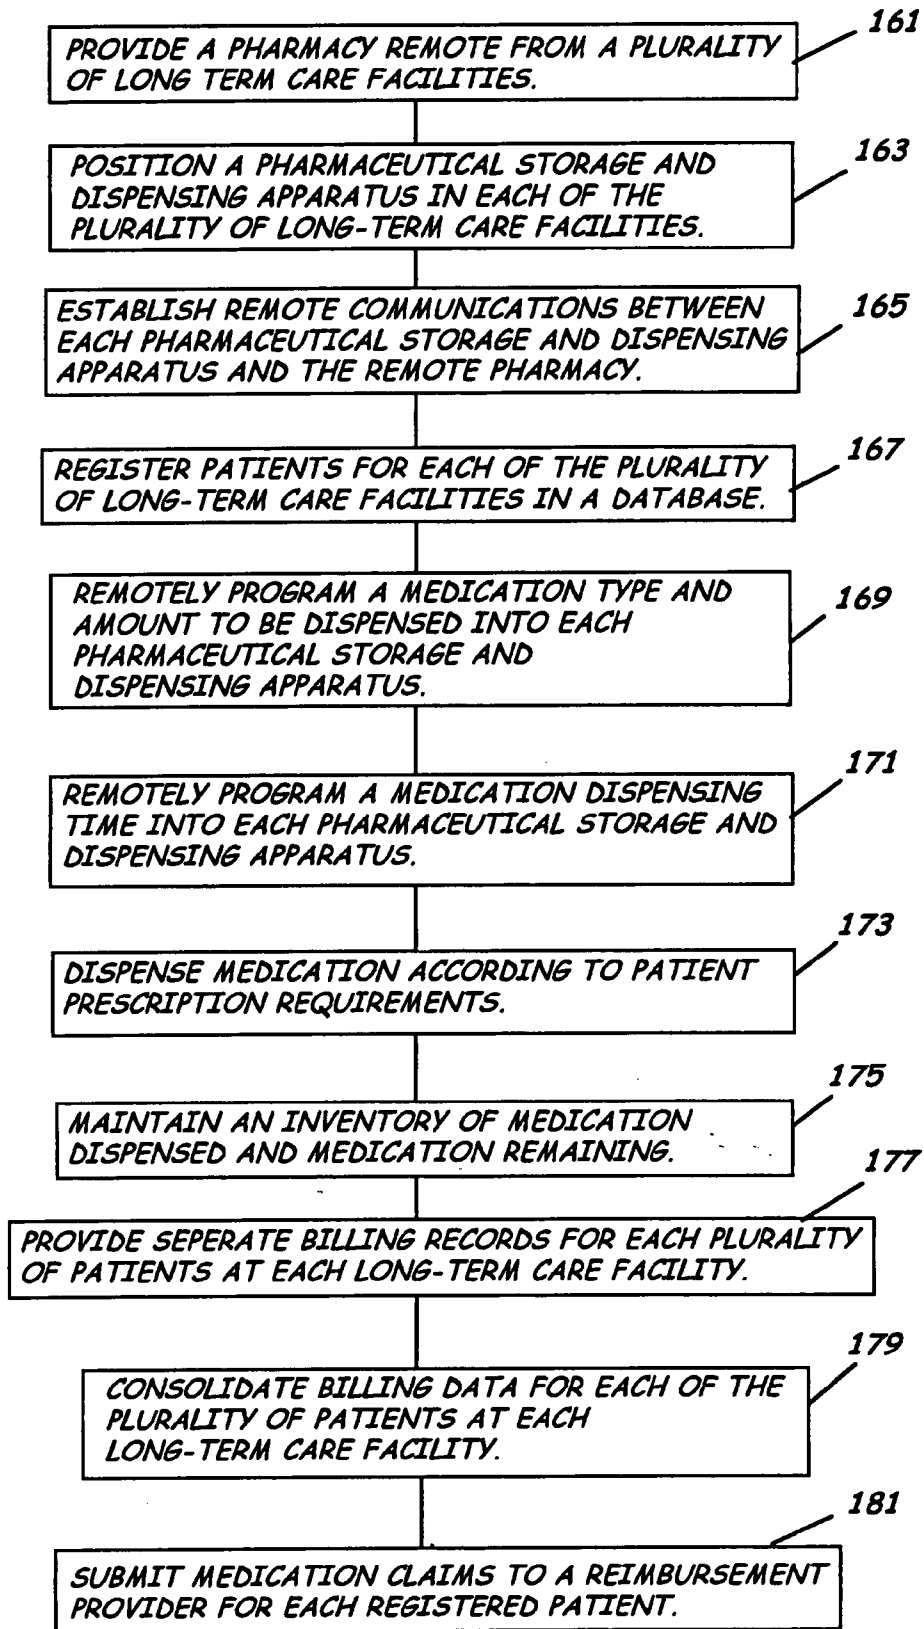 161
PROVIDE A PHARMACY REMOTE FROM A PLURALITY
OF LONG TERM CARE FACILITIES.
163
POSITION A PHARMACEUTICAL STORAGE AND
DISPENSING APPARATUS IN EACH OF THE
PLURALITY OF LONG-TERM CARE FACILITIES.
165
ESTABLISH REMOTE COMMUNICATIONS BETWEEN
EACH PHARMACEUTICAL STORAGE AND DISPENSING
APPARATUS AND THE REMOTE PHARMACY.
167
REGISTER PATIENTS FOR EACH OF THE PLURALITY
OF LONG-TERM CARE FACILITIES IN A DATABASE.
169
REMOTELY PROGRAM A MEDICATION TYPE AND
AMOUNT TO BE DISPENSED INTO EACH
PHARMACEUTICAL STORAGE AND
DISPENSING APPARATUS.
171
REMOTELY PROGRAM A MEDICATION DISPENSING
TIME INTO EACH PHARMACEUTICAL STORAGE AND
DISPENSING APPARATUS.
173
DISPENSE MEDICATION ACCORDING TO PATIENT
PRESCRIPTION REQUIREMENTS.
175
MAINTAIN AN INVENTORY OF MEDICATION
DISPENSED AND MEDICATION REMAINING.
177
PROVIDE SEPERATE BILLING RECORDS FOR EACH PLURALITY
OF PATIENTS AT EACH LONG-TERM CARE FACILITY.
179
CONSOLIDATE BILLING DATA FOR EACH OF THE
PLURALITY OF PATIENTS AT EACH
LONG-TERM CARE FACILITY.
181
SUBMIT MEDICATION CLAIMS TO A REIMBURSEMENT
PROVIDER FOR EACH REGISTERED PATIENT.